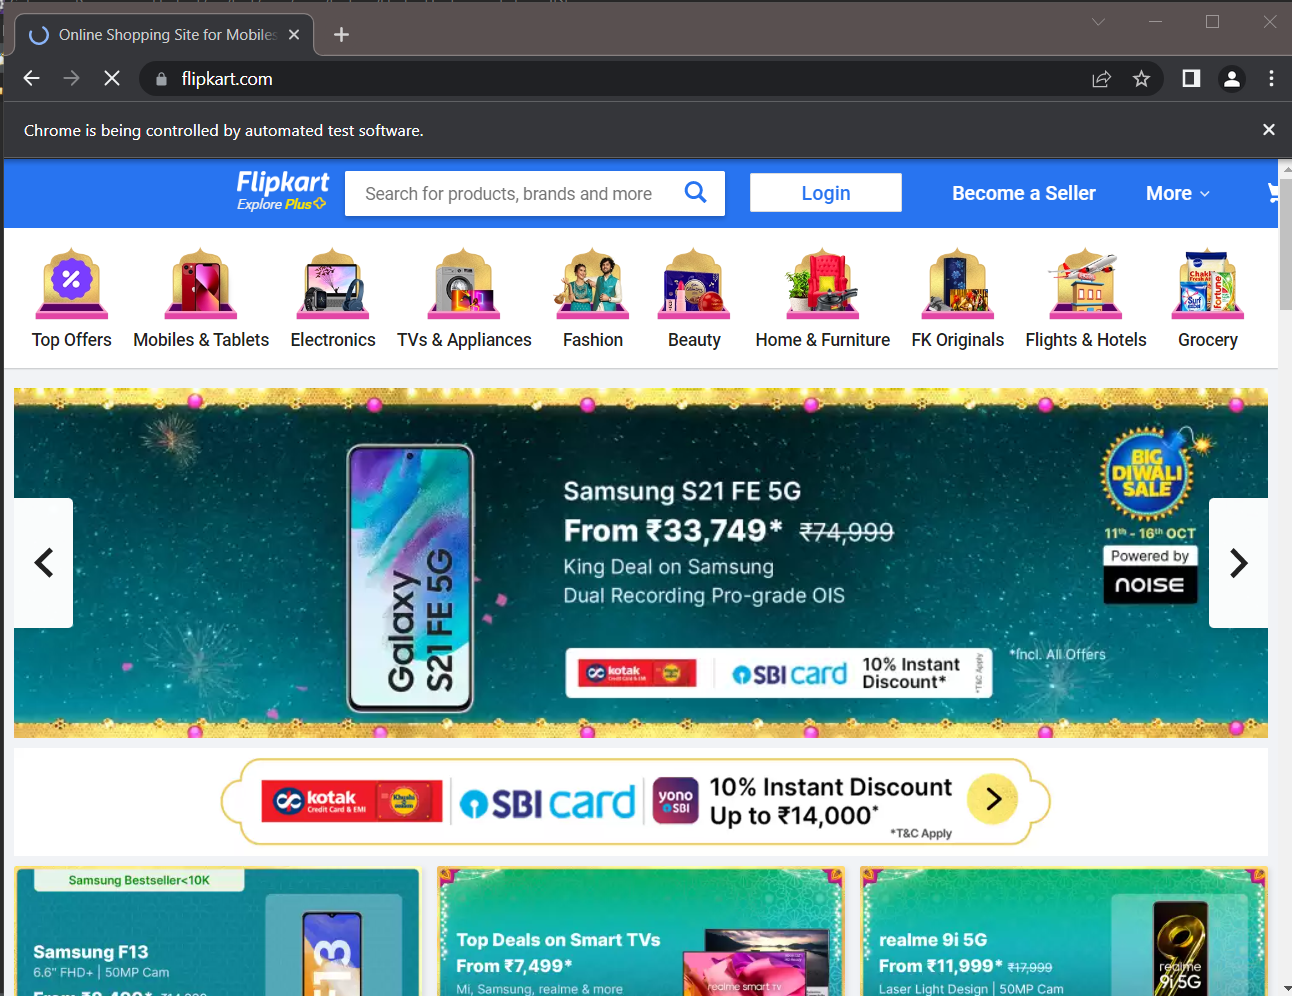 Online Shopping Site for Mobiles
flipkart.com
Chrome is being controlled by automated test software.
Flipkart
Explore Plus
Search for products, brands and more
Login
Become a Seller
More
Top Offers
Mobiles & Tablets
Electronics
TVs & Appliances
Fashion
Beauty
Home & Furniture
FK Originals
Flights & Hotels
Grocery
BIG
DIWALI
SALE
11th - 16th OCT
Powered by
noise
Samsung S21 FE 5G
From ₹33,749* ₹74,999
King Deal on Samsung
Dual Recording Pro-grade OIS
Galaxy
S21 FE 5G
kotak
Credit Card & EMI
SBI card
10% Instant
Discount*
*T&C Apply
*Incl. All Offers
kotak
Credit Card & EMI
SBI card
yono
SBI
10% Instant Discount
Up to ₹14,000*
*T&C Apply
Samsung Bestseller<10K
Samsung F13
6.6" FHD+ | 50MP Cam
F13
Top Deals on Smart TVs
From ₹7,499*
Mi, Samsung, realme & more
realme smart TV
realme 9i 5G
From ₹11,999* ₹17,999
Laser Light Design | 50MP Cam
realme
9i 5G